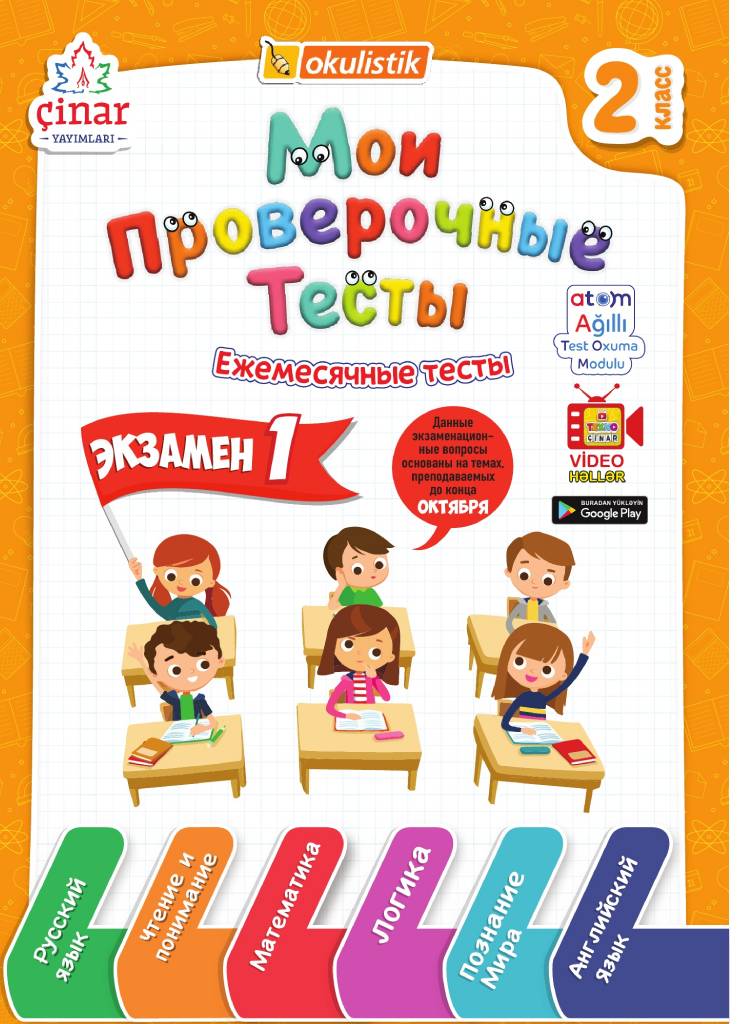 çinar
YAYIMLARI
okulistik
2
класс
Мои
Проверочные
Тесты
Ежемесячные тесты
atom
Ağıllı
Test Oxuma
Modulu
ЭКЗАМЕН 1
Данные
экзаменацион-
ные вопросы
основаны на темах,
преподаваемых
до конца
ОКТЯБРЯ
ÇINAR
VİDEO
HƏLLƏR
BURADAN YÜKLƏYİN
Google Play
Русский
язык
Чтение и
понимание
Математика
Логика
Познание
Мира
Английский
Язык